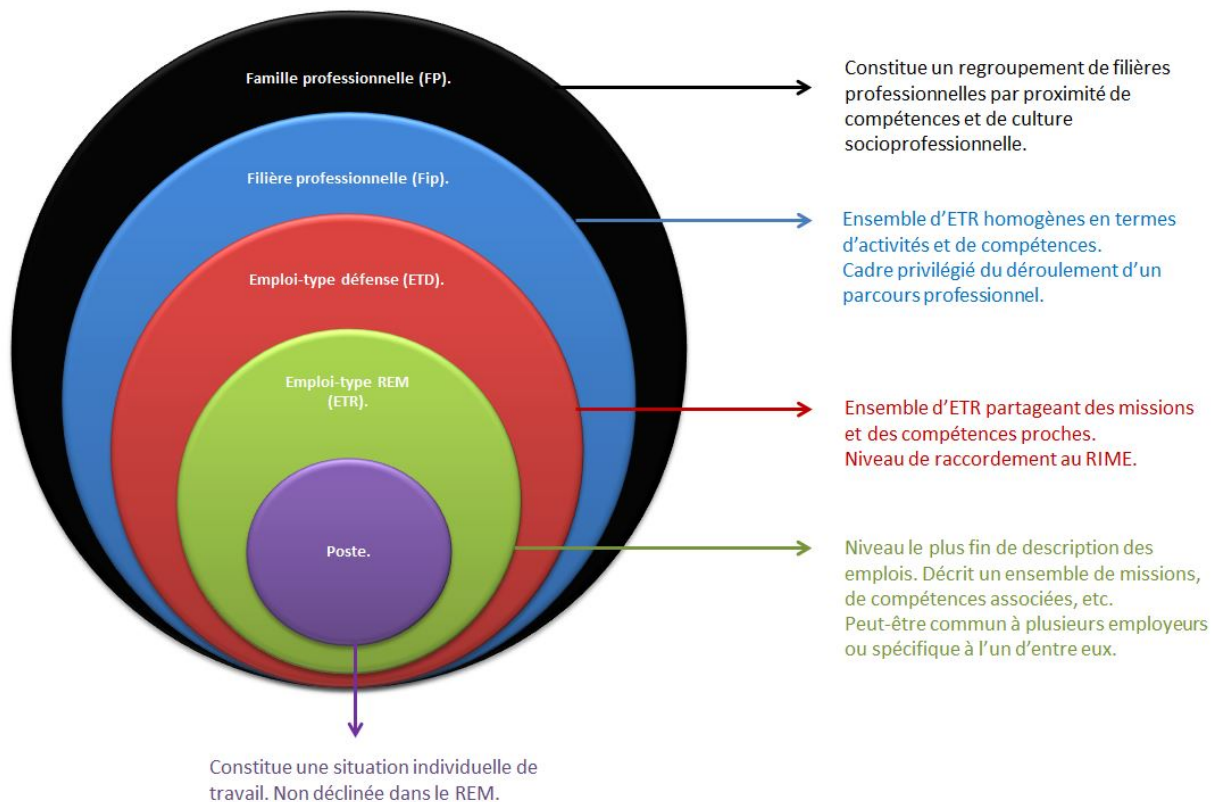 Famille professionnelle (FP).
Constitue un regroupement de filières
professionnelles par proximité de
compétences et de culture
socioprofessionnelle.
Filière professionnelle (Fip).
Ensemble d’ETR homogènes en termes
d’activités et de compétences.
Cadre privilégié du déroulement d’un
parcours professionnel.
Emploi-type défense (ETD).
Ensemble d’ETR partageant des missions
et des compétences proches.
Niveau de raccordement au RIME.
Emploi-type REM
(ETR).
Niveau le plus fin de description des
emplois. Décrit un ensemble de missions,
de compétences associées, etc.
Peut-être commun à plusieurs employeurs
ou spécifique à l’un d’entre eux.
Poste.
Constitue une situation individuelle de
travail. Non déclinée dans le REM.